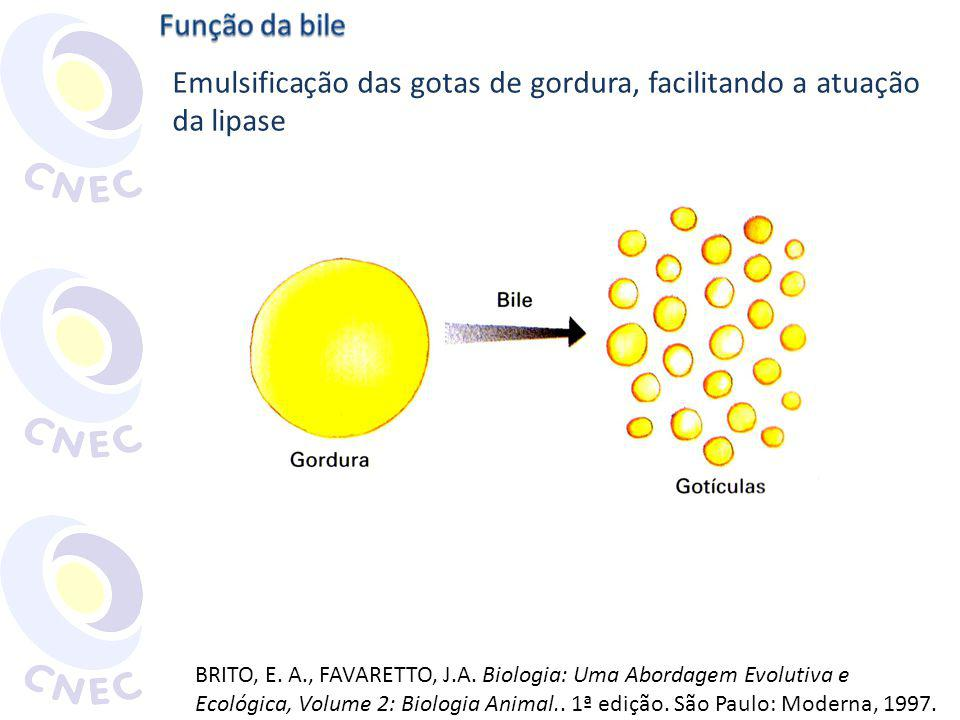 Função da bile
Emulsificação das gotas de gordura, facilitando a atuação
da lipase
CNEC
Bile
Gordura
Gotículas
CNEC
CNEC
BRITO, E. A., FAVARETTO, J.A. Biologia: Uma Abordagem Evolutiva e
Ecológica, Volume 2: Biologia Animal.. 1ª edição. São Paulo: Moderna, 1997.